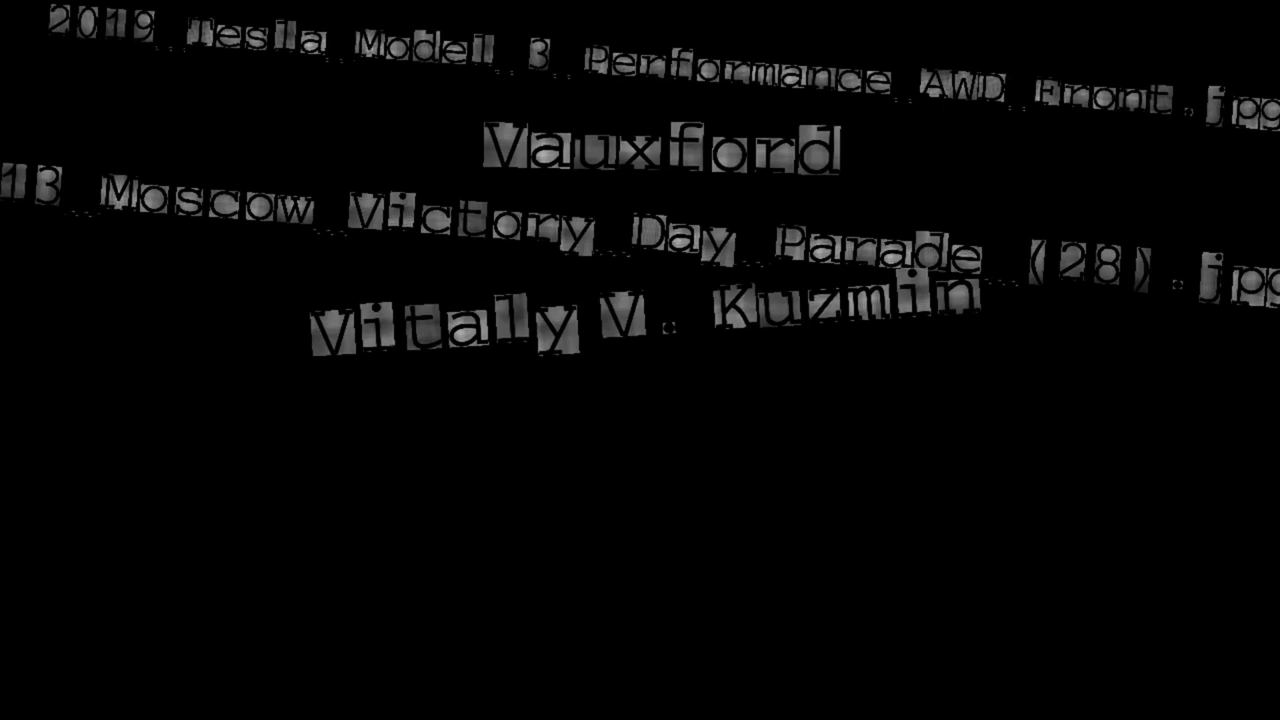 2019_Tesla_Model_3_Performance_AWD_Front.jpg
Vauxford
13_Moscow_Victory_Day_Parade_(28).jpg
Vitaly V. Kuzmin